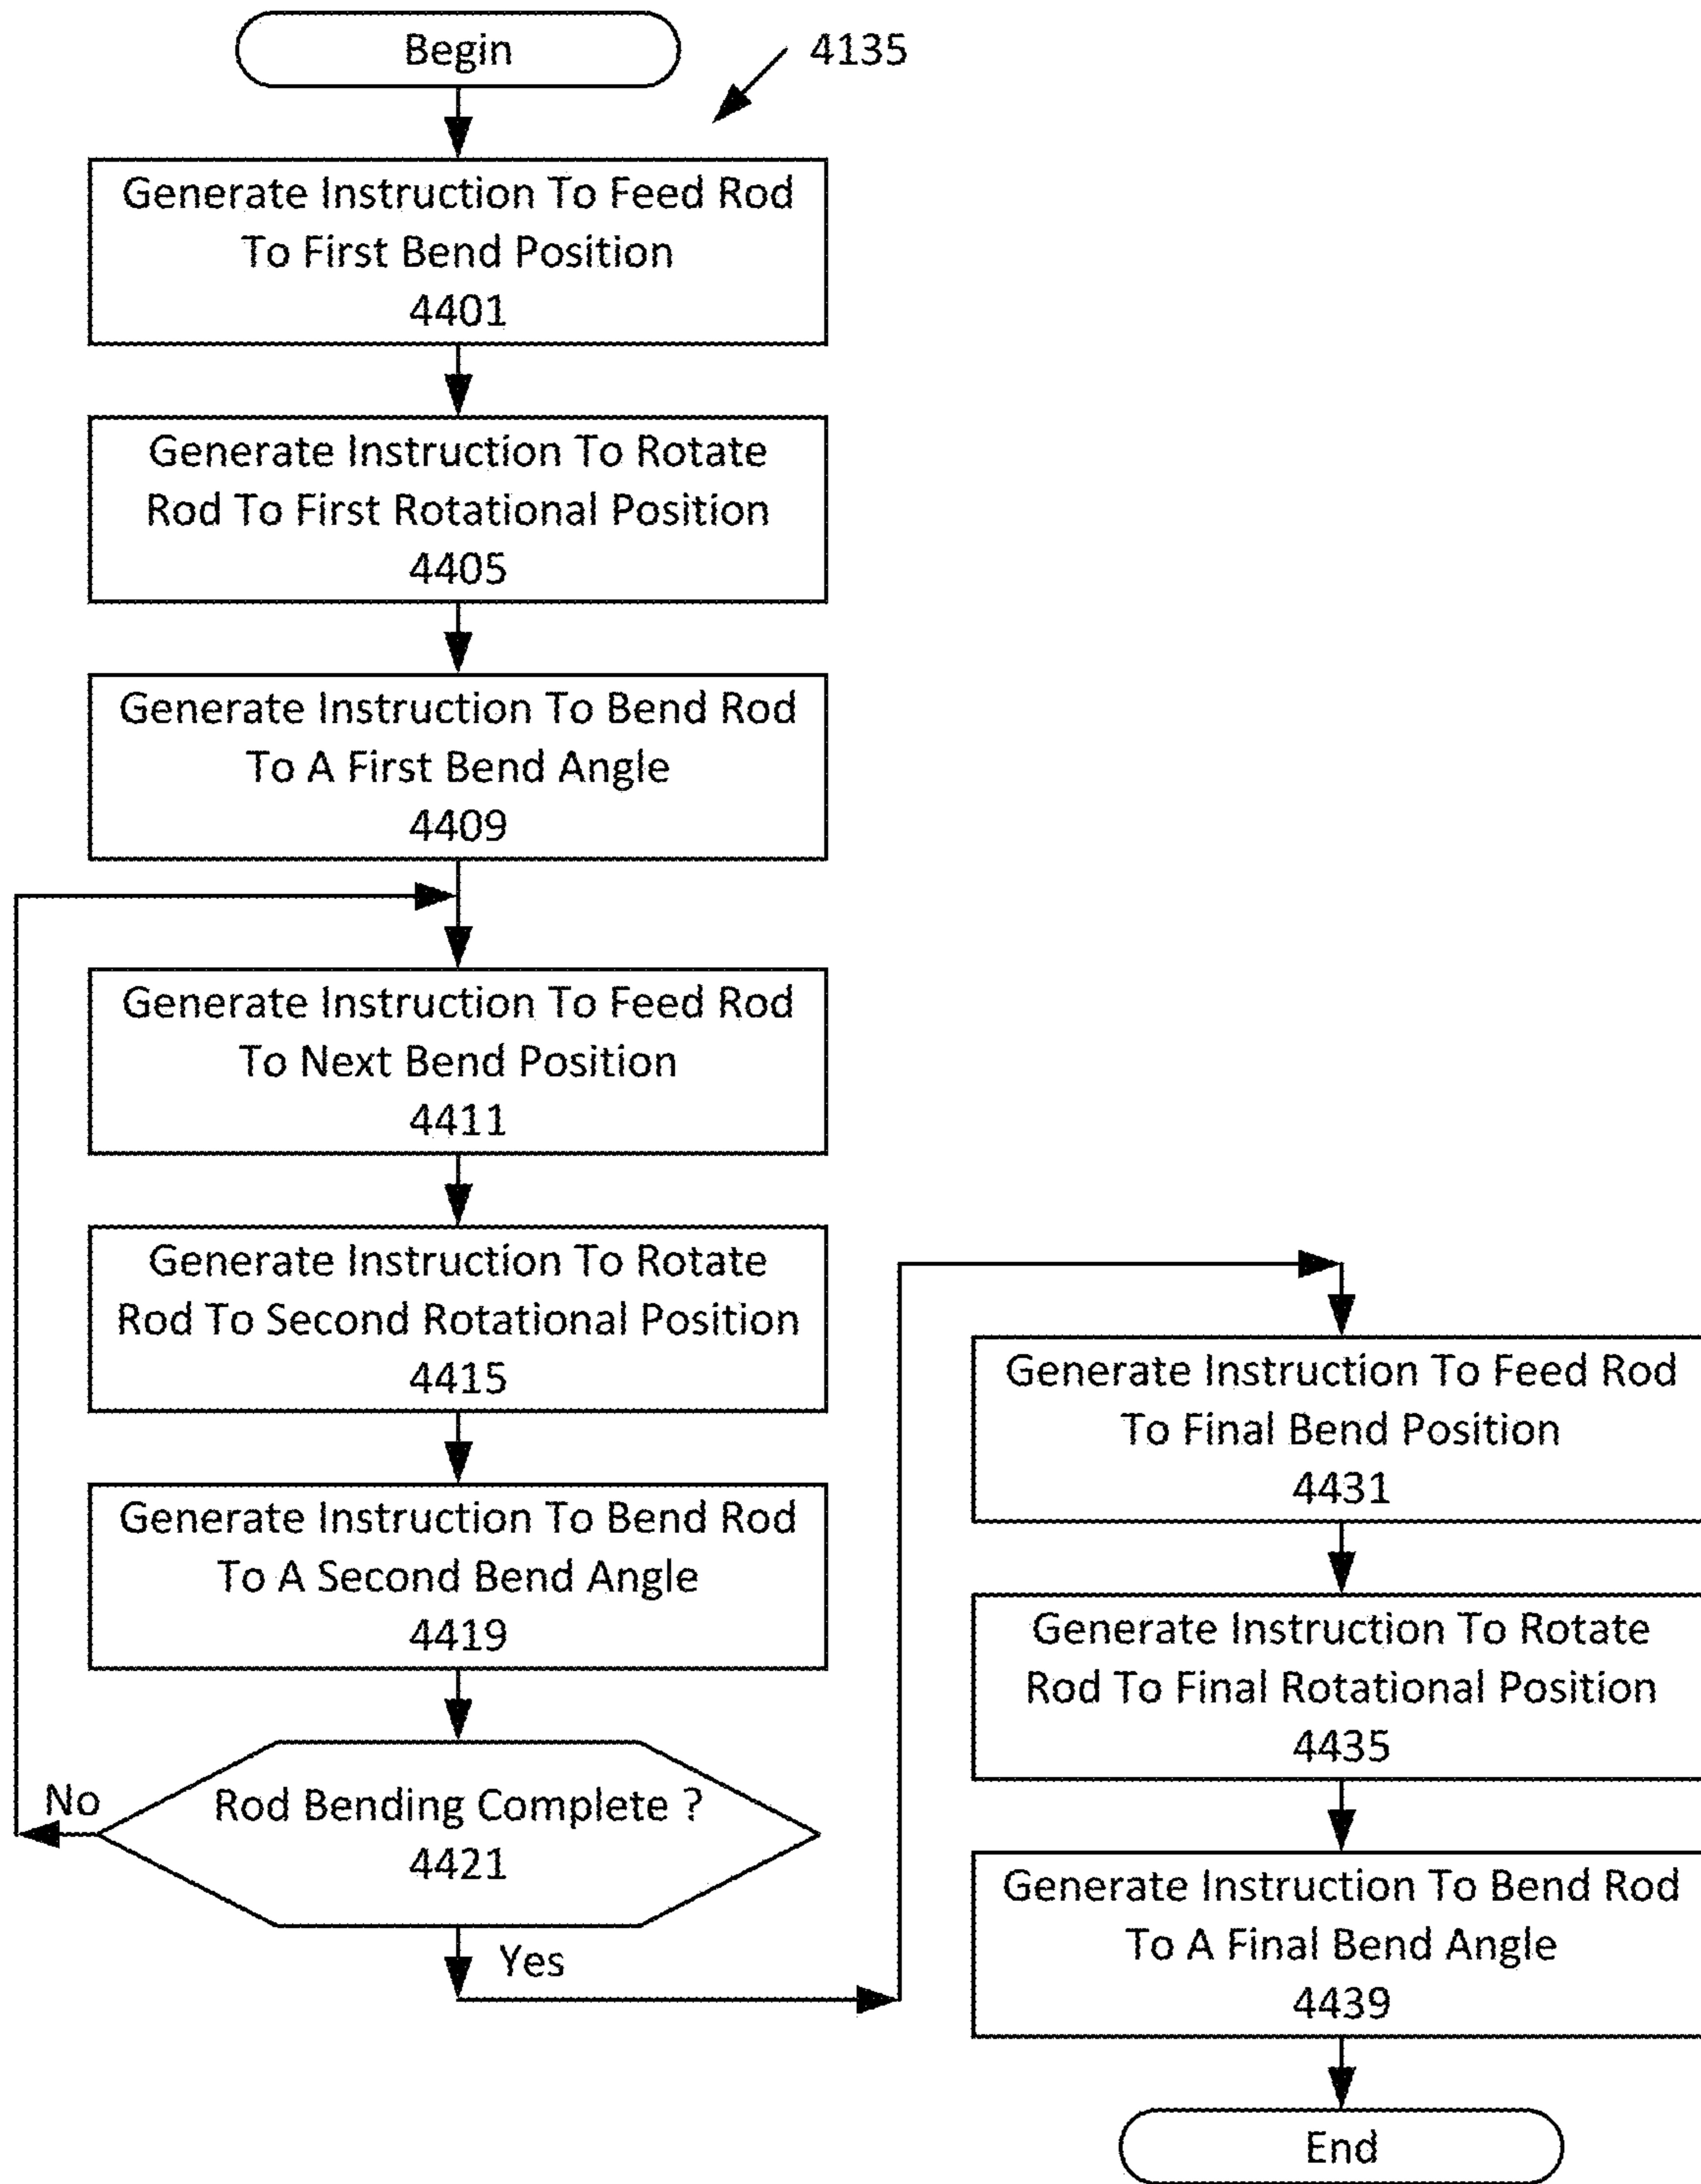 Begin
4135
Generate Instruction To Feed Rod
To First Bend Position
4401
Generate Instruction To Rotate
Rod To First Rotational Position
4405
Generate Instruction To Bend Rod
To A First Bend Angle
4409
Generate Instruction To Feed Rod
To Next Bend Position
4411
Generate Instruction To Rotate
Rod To Second Rotational Position
4415
Generate Instruction To Bend Rod
To A Second Bend Angle
4419
No
Rod Bending Complete ?
4421
Yes
Generate Instruction To Feed Rod
To Final Bend Position
4431
Generate Instruction To Rotate
Rod To Final Rotational Position
4435
Generate Instruction To Bend Rod
To A Final Bend Angle
4439
End